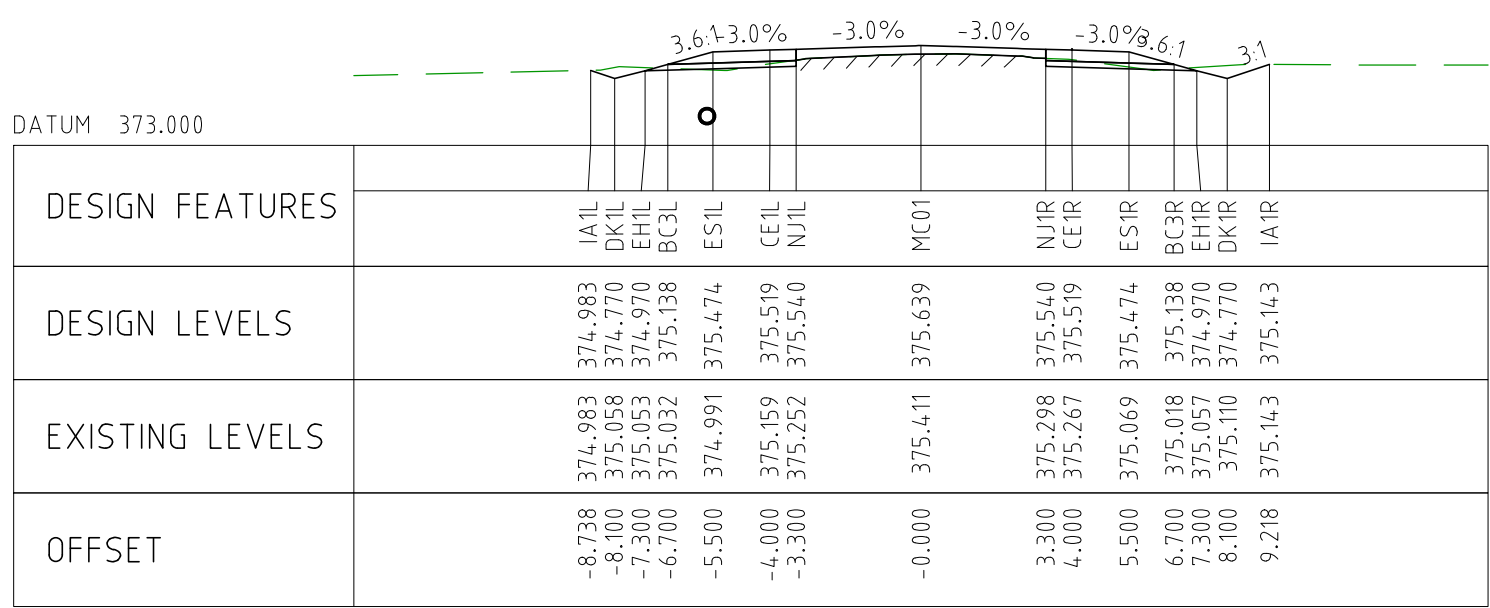 3.6:1 -3.0% -3.0% -3.0% -3.0% 3.6:1 3:1
DATUM 373.000
DESIGN FEATURES IA1L DK1L EH1L BC3L ES1L CE1L NJ1L MC01 NJ1R CE1R ES1R BC3R EH1R DK1R IA1R
DESIGN LEVELS 374.983 374.770 374.970 375.138 375.474 375.519 375.540 375.639 375.540 375.519 375.474 375.138 374.970 374.770 375.143
EXISTING LEVELS 374.983 375.058 375.053 375.032 374.991 375.159 375.252 375.411 375.298 375.267 375.069 375.018 375.057 375.110 375.143
OFFSET -8.738 -8.100 -7.300 -6.700 -5.500 -4.000 -3.300 -0.000 3.300 4.000 5.500 6.700 7.300 8.100 9.218